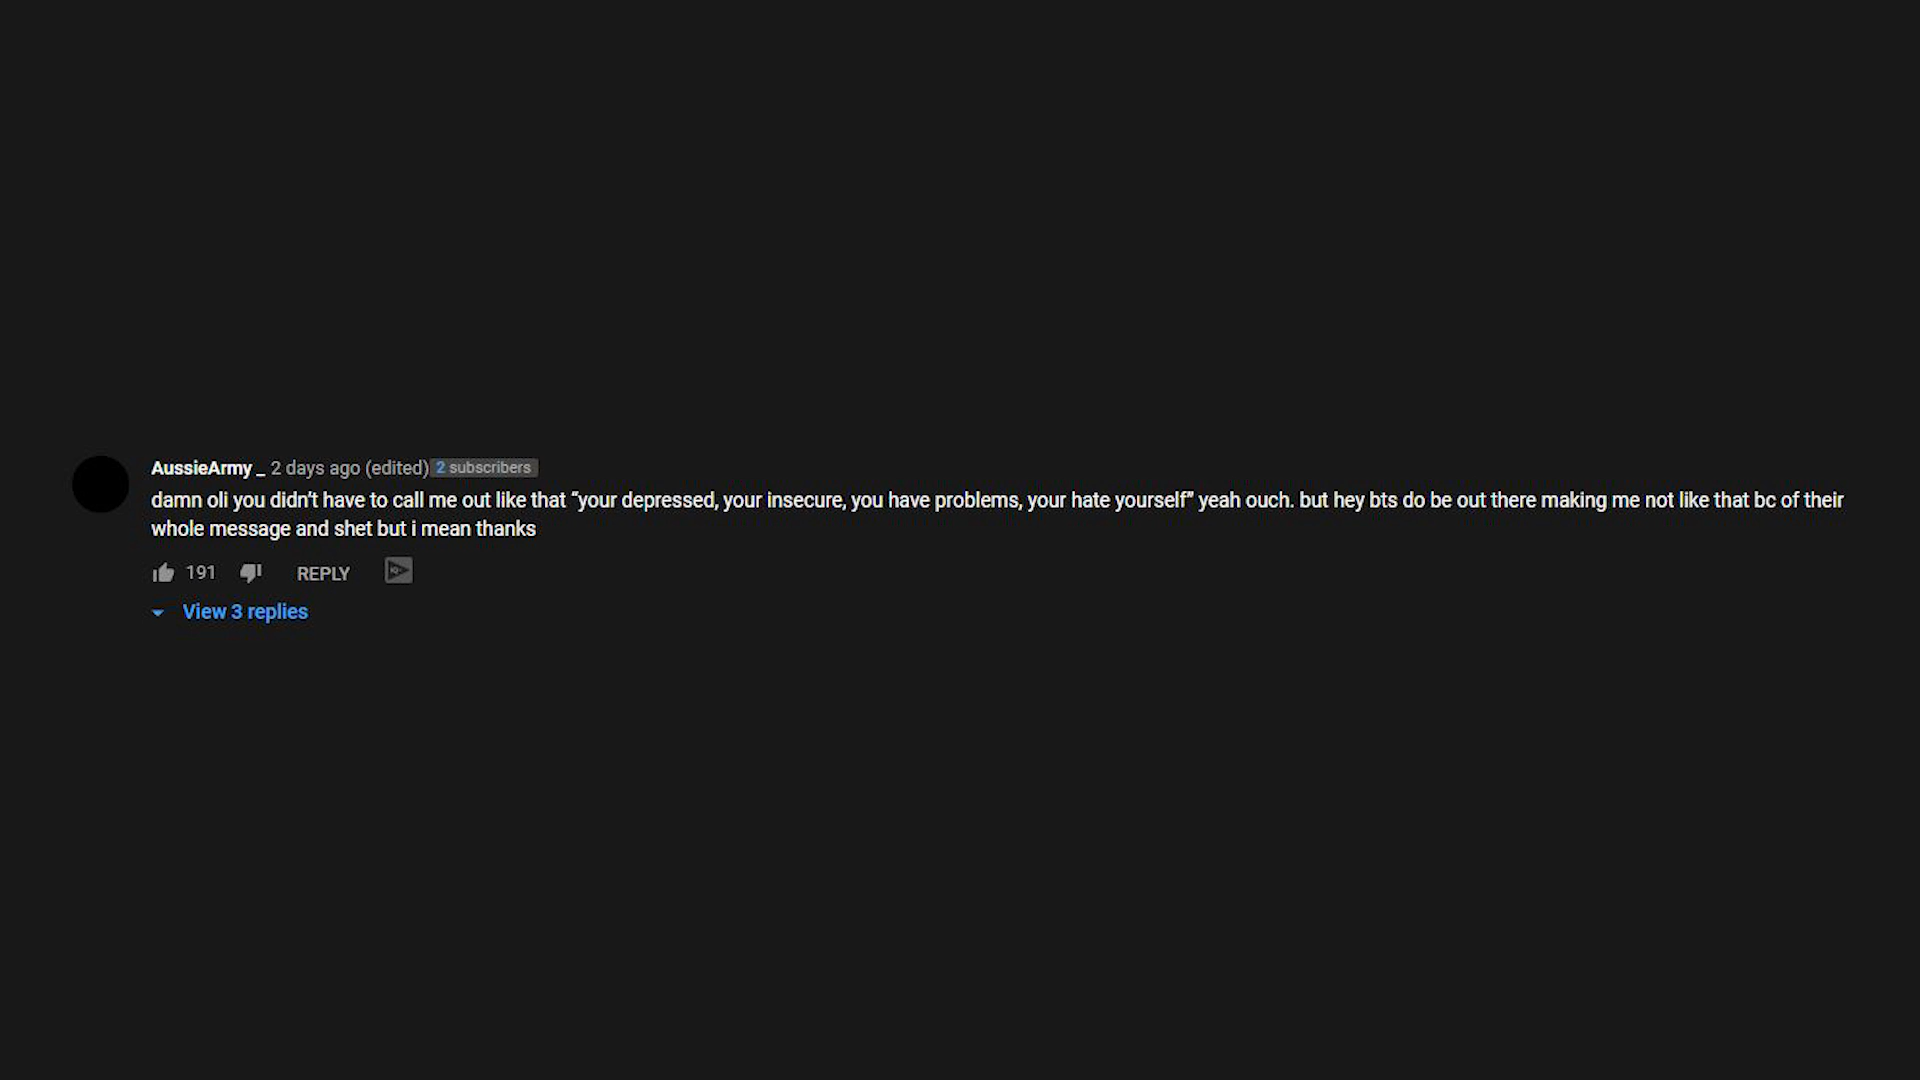 AussieArmy _ 2 days ago (edited) 2 subscribers
damn oli you didn’t have to call me out like that “your depressed, your insecure, you have problems, your hate yourself” yeah ouch. but hey bts do be out there making me not like that bc of their
whole message and shet but i mean thanks
191 REPLY
View 3 replies